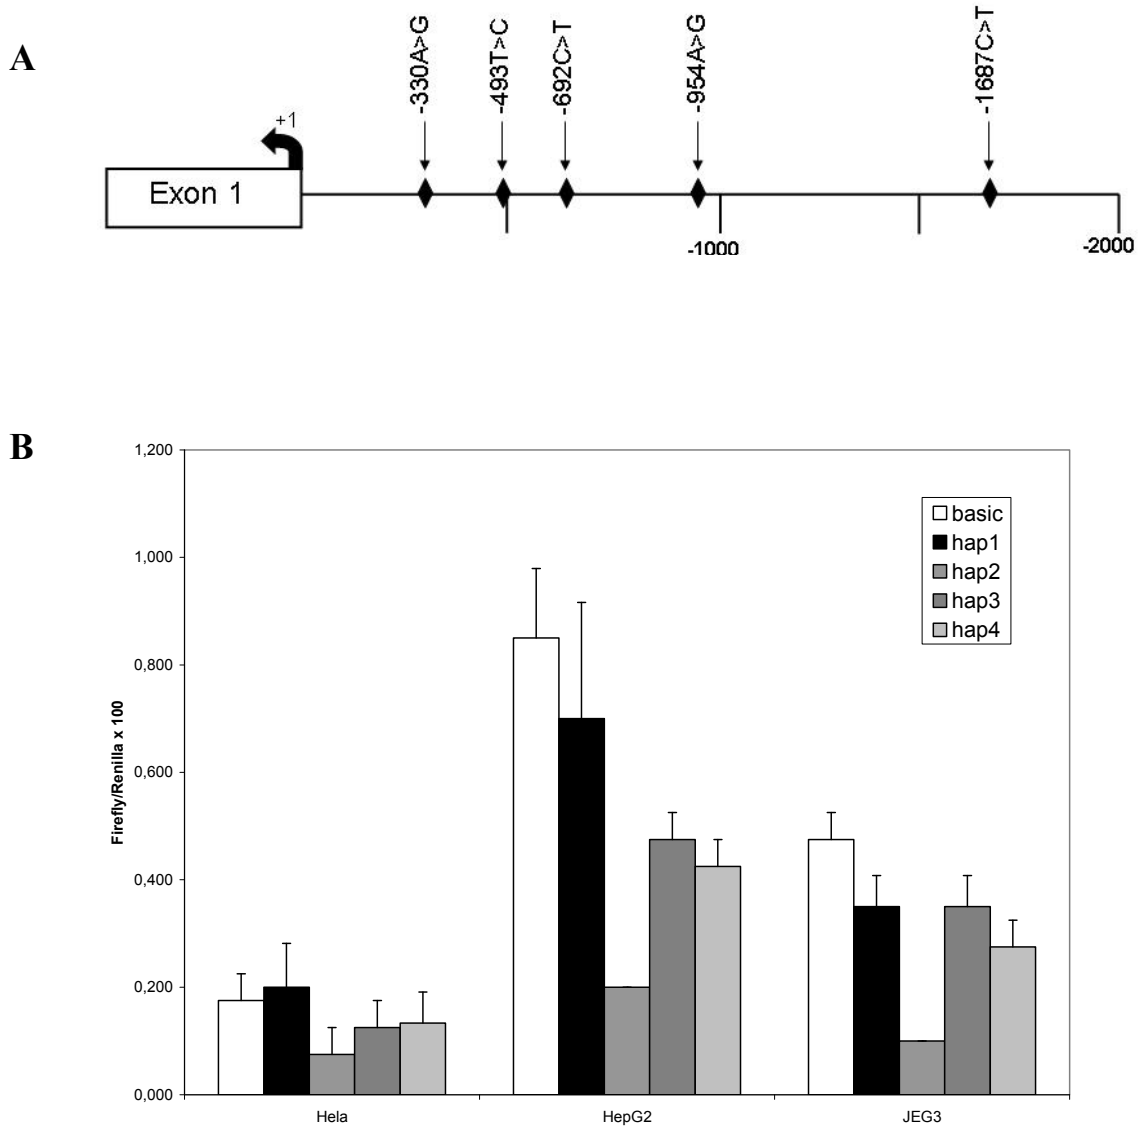 A
-330A>G
-493T>C
-692C>T
-954A>G
-1687C>T
+1
Exon 1
-1000
-2000
B
1,200
1,000
0,800
0,600
0,400
0,200
0,000
Firefly/Renilla x 100
basic
hap1
hap2
hap3
hap4
Hela
HepG2
JEG3